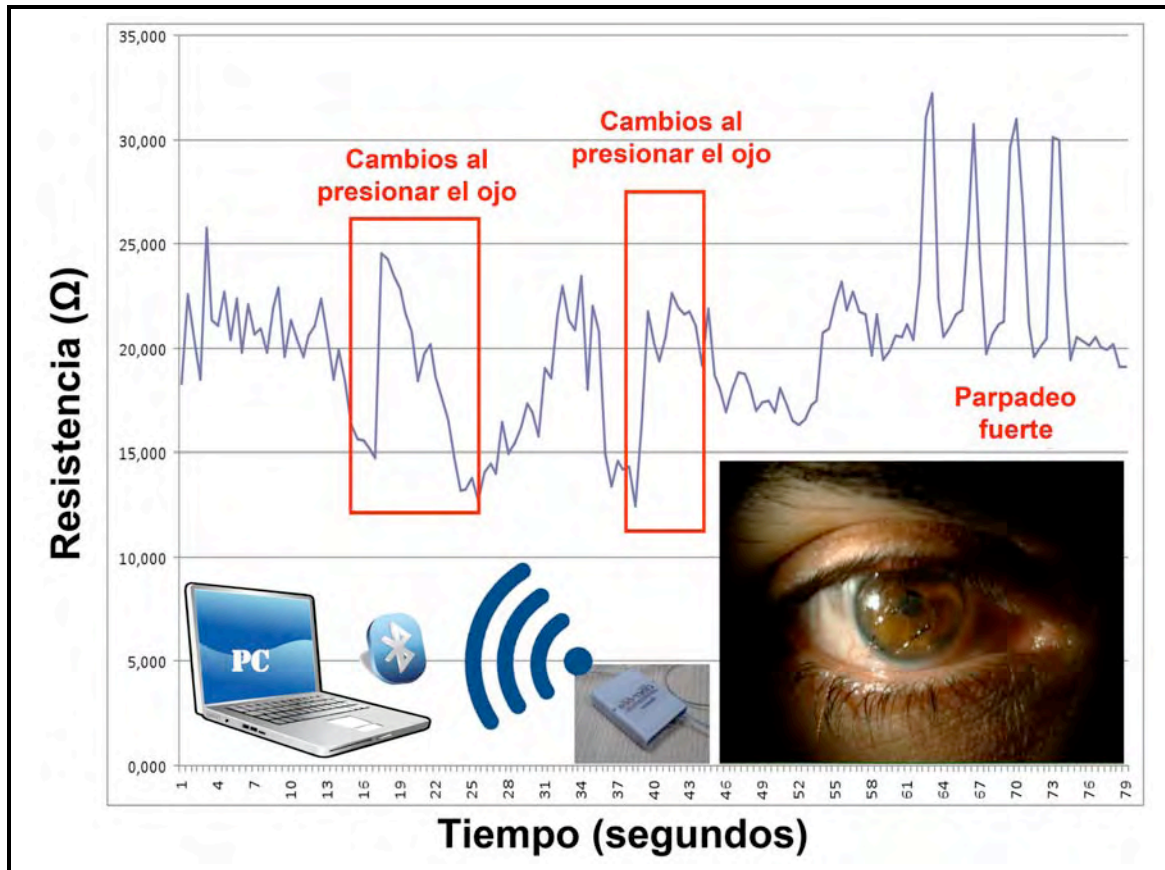 35,000
30,000
25,000
20,000
15,000
10,000
5,000
0,000
Resistencia (Ω)
Cambios al
presionar el ojo
Cambios al
presionar el ojo
Parpadeo
fuerte
PC
1 4 7 10 13 16 19 22 25 28 31 34 37 40 43 46 49 52 55 58 61 64 67 70 73 76 79
Tiempo (segundos)